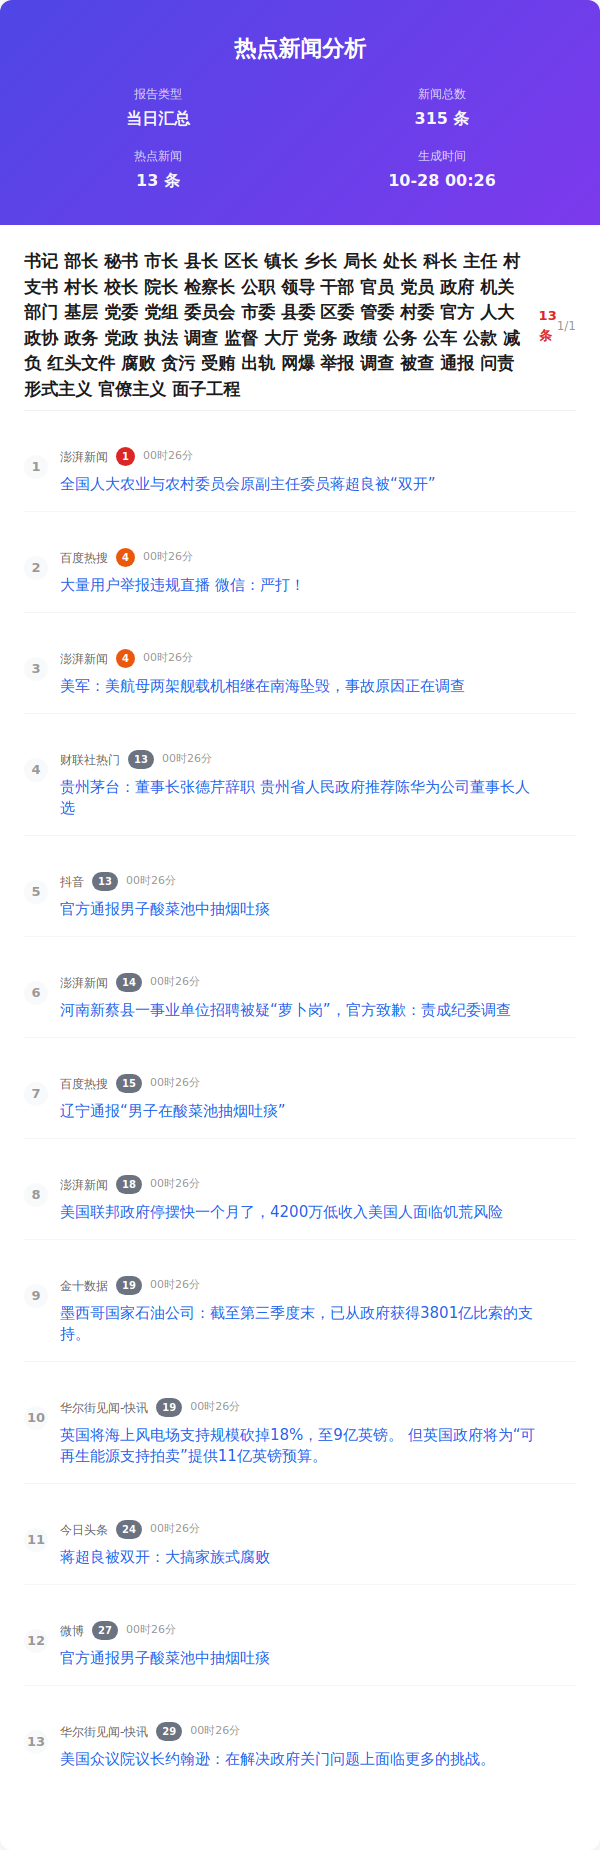 热点新闻分析
报告类型
当日汇总
新闻总数
315 条
热点新闻
13 条
生成时间
10-28 00:26
书记 部长 秘书 市长 县长 区长 镇长 乡长 局长 处长 科长 主任 村
支书 村长 校长 院长 检察长 公职 领导 干部 官员 党员 政府 机关
部门 基层 党委 党组 委员会 市委 县委 区委 管委 村委 官方 人大
政协 政务 党政 执法 调查 监督 大厅 党务 政绩 公务 公车 公款 减
负 红头文件 腐败 贪污 受贿 出轨 网爆 举报 调查 被查 通报 问责
形式主义 官僚主义 面子工程
13
条
1/1
1
澎湃新闻 1 00时26分
全国人大农业与农村委员会原副主任委员蒋超良被“双开”
2
百度热搜 4 00时26分
大量用户举报违规直播 微信：严打！
3
澎湃新闻 4 00时26分
美军：美航母两架舰载机相继在南海坠毁，事故原因正在调查
4
财联社热门 13 00时26分
贵州茅台：董事长张德芹辞职 贵州省人民政府推荐陈华为公司董事长人
选
5
抖音 13 00时26分
官方通报男子酸菜池中抽烟吐痰
6
澎湃新闻 14 00时26分
河南新蔡县一事业单位招聘被疑“萝卜岗”，官方致歉：责成纪委调查
7
百度热搜 15 00时26分
辽宁通报“男子在酸菜池抽烟吐痰”
8
澎湃新闻 18 00时26分
美国联邦政府停摆快一个月了，4200万低收入美国人面临饥荒风险
9
金十数据 19 00时26分
墨西哥国家石油公司：截至第三季度末，已从政府获得3801亿比索的支
持。
10
华尔街见闻-快讯 19 00时26分
英国将海上风电场支持规模砍掉18%，至9亿英镑。 但英国政府将为“可
再生能源支持拍卖”提供11亿英镑预算。
11
今日头条 24 00时26分
蒋超良被双开：大搞家族式腐败
12
微博 27 00时26分
官方通报男子酸菜池中抽烟吐痰
13
华尔街见闻-快讯 29 00时26分
美国众议院议长约翰逊：在解决政府关门问题上面临更多的挑战。